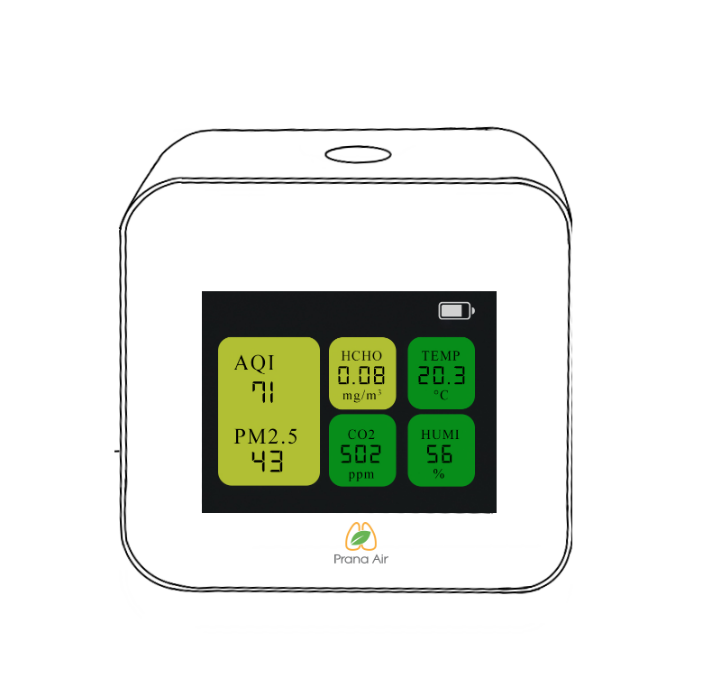 AQI
71
PM2.5
43
HCHO
0.08
mg/m³
TEMP
20.3
°C
CO2
502
ppm
HUMI
56
%
Prana Air